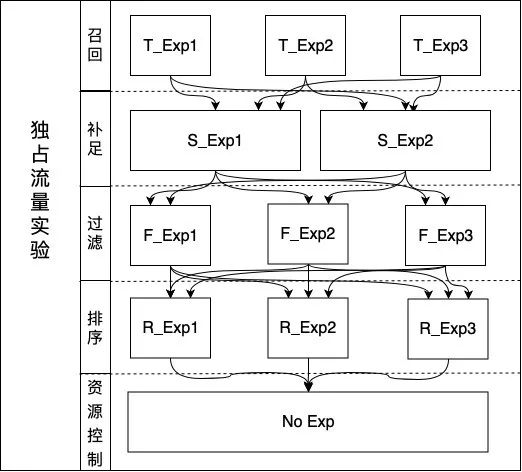 独占流量实验
召回
T_Exp1
T_Exp2
T_Exp3
补足
S_Exp1
S_Exp2
过滤
F_Exp1
F_Exp2
F_Exp3
排序
R_Exp1
R_Exp2
R_Exp3
资源控制
No Exp